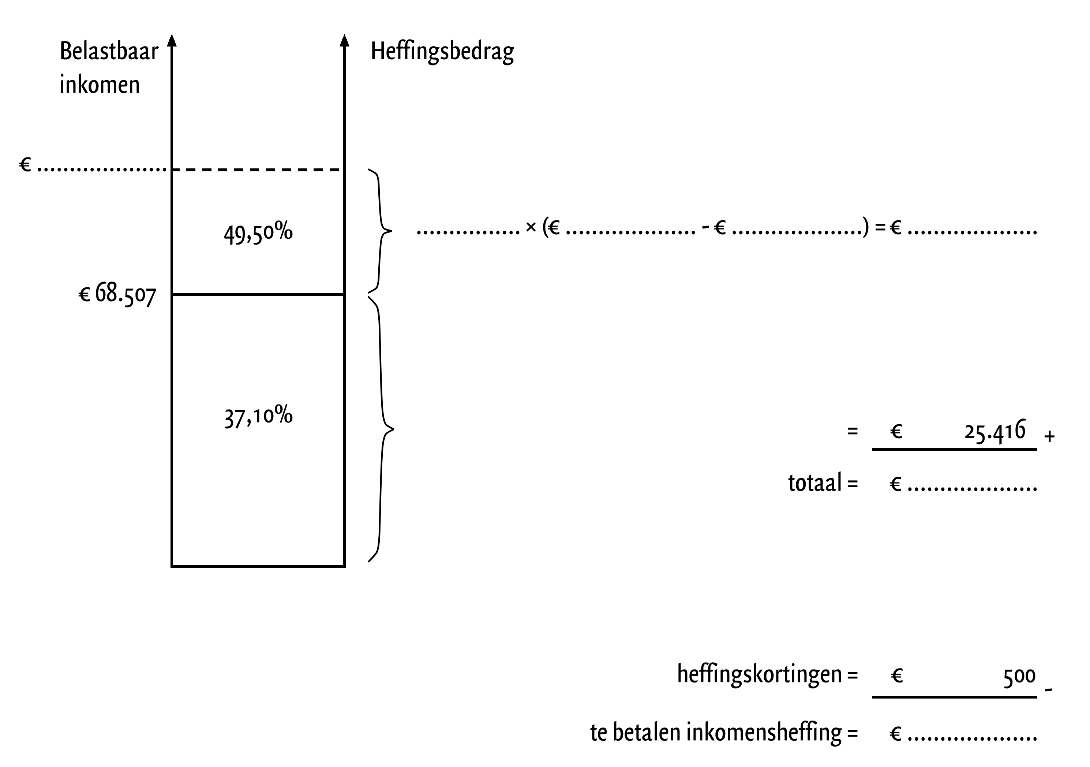 Belastbaar
inkomen
Heffingsbedrag
€ ....................
49,50%
................ × (€ .................... - € ....................) = € ....................
€ 68.507
37,10%
= € 25.416 +
totaal = € ....................
heffingskortingen = € 500 -
te betalen inkomensheffing = € ....................